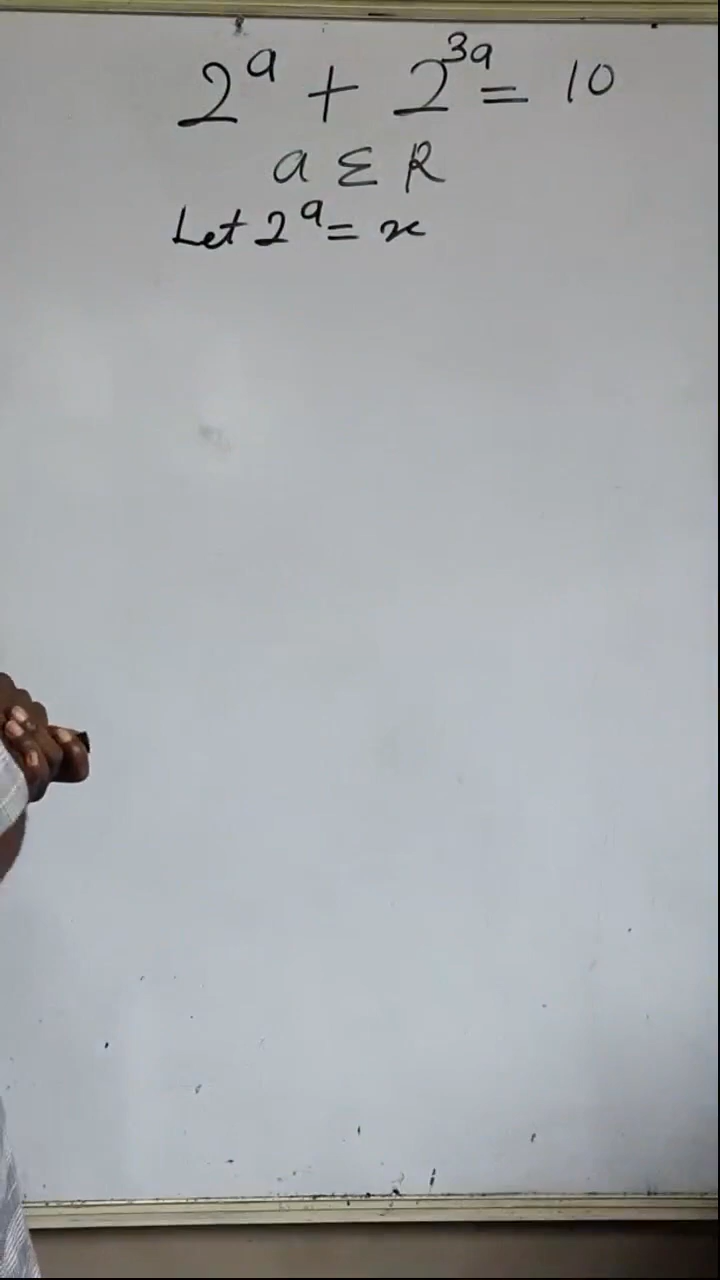 2^a + 2^3a = 10
a Σ R
Let 2^a = x